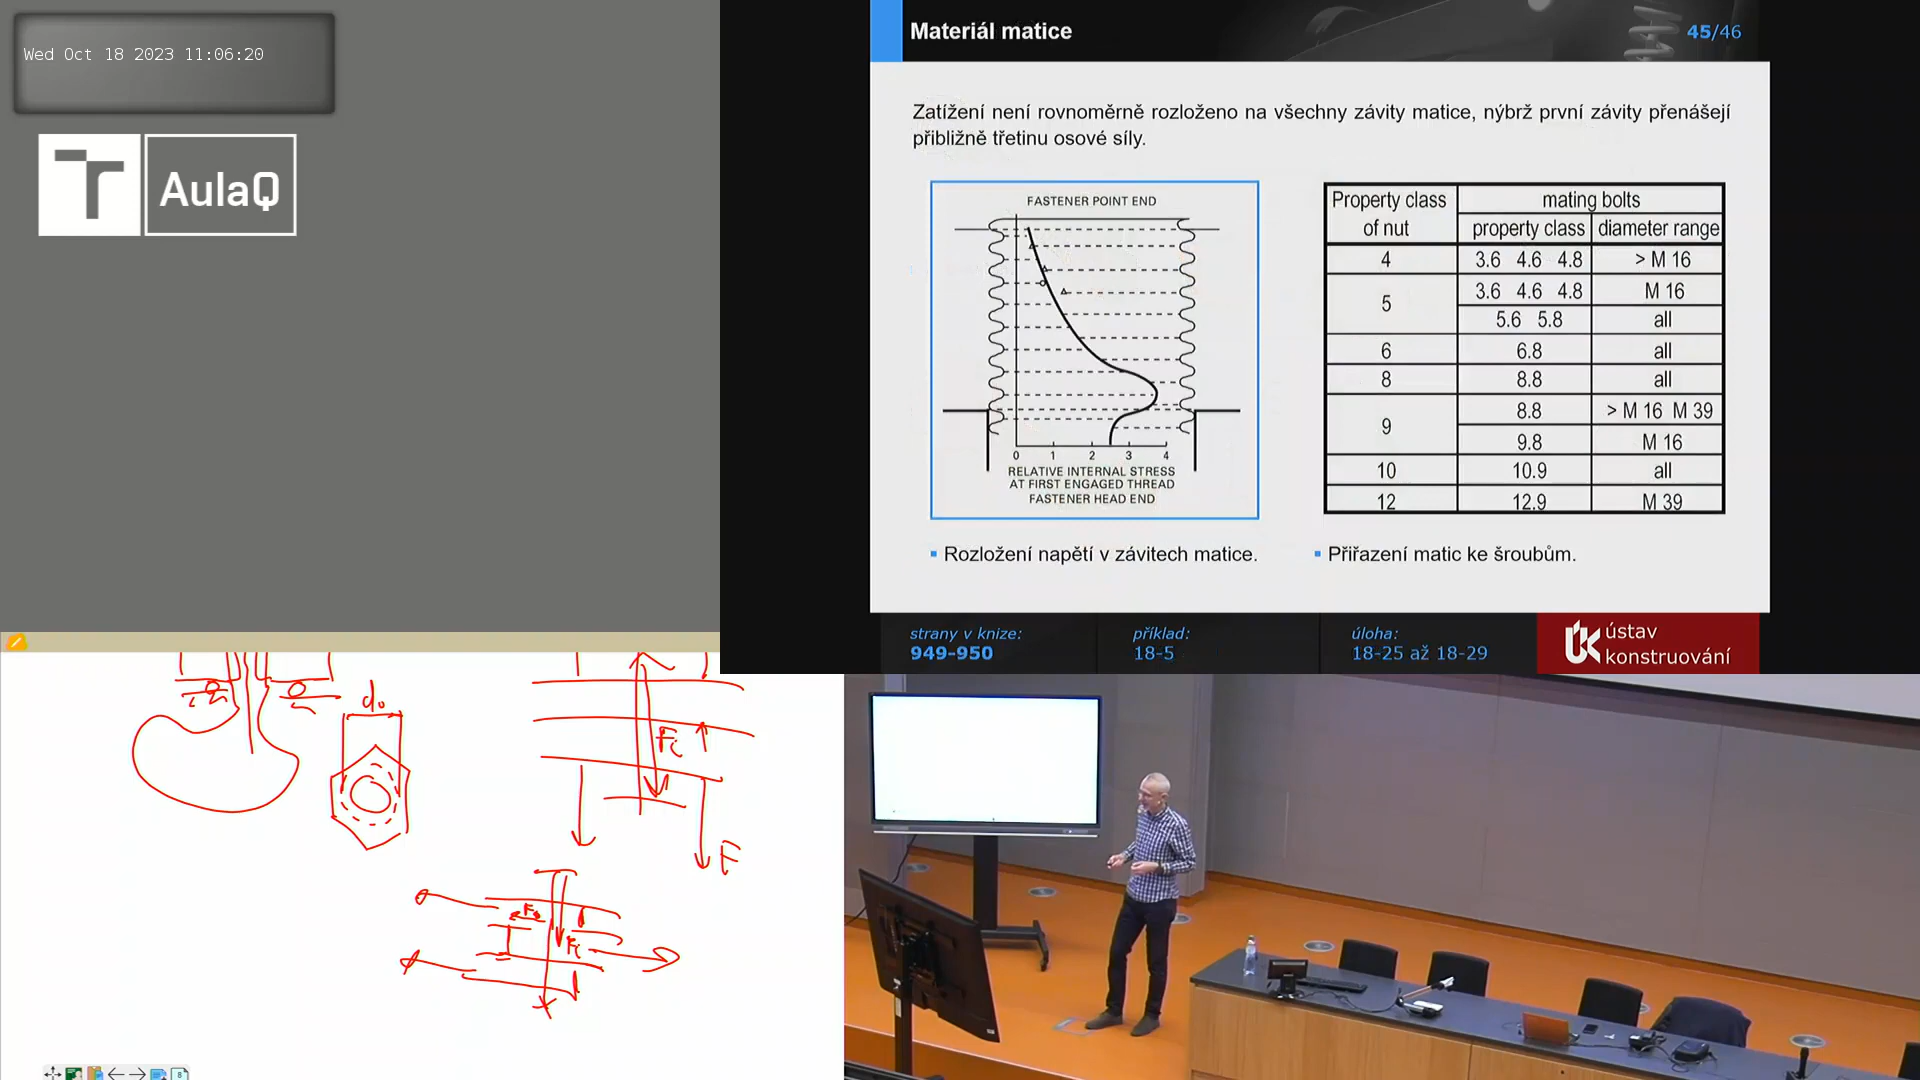 Wed Oct 18 2023 11:06:20
AulaQ
Materiál matice
45/46
Zatížení není rovnoměrně rozloženo na všechny závity matice, nýbrž první závity přenášejí
přibližně třetinu osové síly.
FASTENER POINT END
0 1 2 3 4
RELATIVE INTERNAL STRESS
AT FIRST ENGAGED THREAD
FASTENER HEAD END
Property class of nut | mating bolts
property class | diameter range
4 | 3.6 4.6 4.8 | > M 16
5 | 3.6 4.6 4.8 | M 16
5.6 5.8 | all
6 | 6.8 | all
8 | 8.8 | all
9 | 8.8 | > M 16 M 39
9.8 | M 16
10 | 10.9 | all
12 | 12.9 | M 39
Rozložení napětí v závitech matice.
Přiřazení matic ke šroubům.
strany v knize:
949-950
příklad:
18-5
úloha:
18-25 až 18-29
ústav
konstruování
d₀
Fi
F
Fi
8